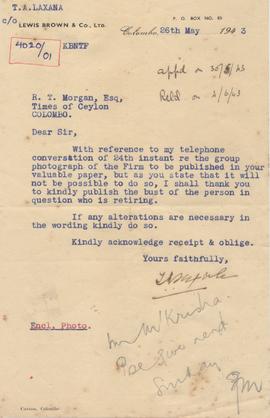 T. A. LAXANA
P. O. BOX NO. 83
c/o LEWIS BROWN & Co., LTD.
Colombo, 26th May 1943
4020/01
KBNTF
R. T. Morgan, Esq,
Times of Ceylon
COLOMBO.
Dear Sir,
With reference to my telephone
conversation of 24th instant re the group
photograph of the Firm to be published in your
valuable paper, but as you state that it will
not be possible to do so, I shall thank you
to kindly publish the bust of the person in
question who is retiring.
If any alterations are necessary in
the wording kindly do so.
Kindly acknowledge receipt & oblige.
Yours faithfully,
Encl, Photo.
Mr Krisha.
Sunday